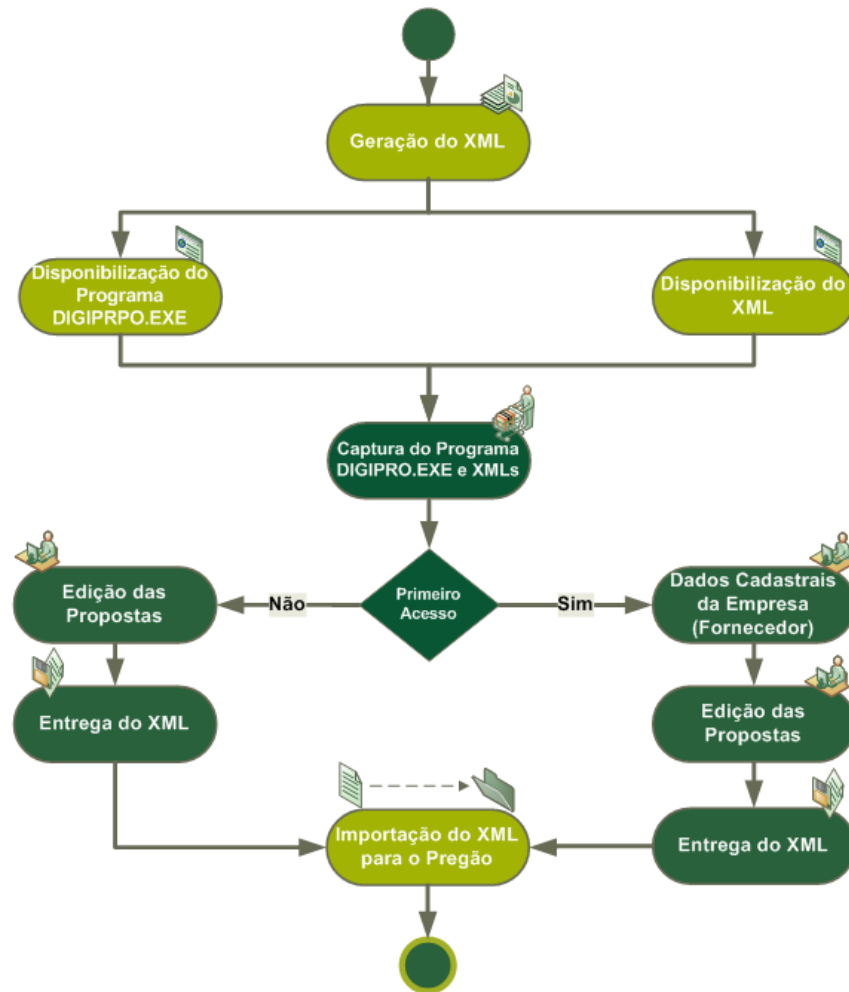 Geração do XML
Disponibilização do
Programa
DIGIPRPO.EXE
Disponibilização do
XML
Captura do Programa
DIGIPRO.EXE e XMLs
Primeiro
Acesso
Não
Sim
Edição das
Propostas
Dados Cadastrais
da Empresa
(Fornecedor)
Entrega do XML
Edição das
Propostas
Importação do XML
para o Pregão
Entrega do XML